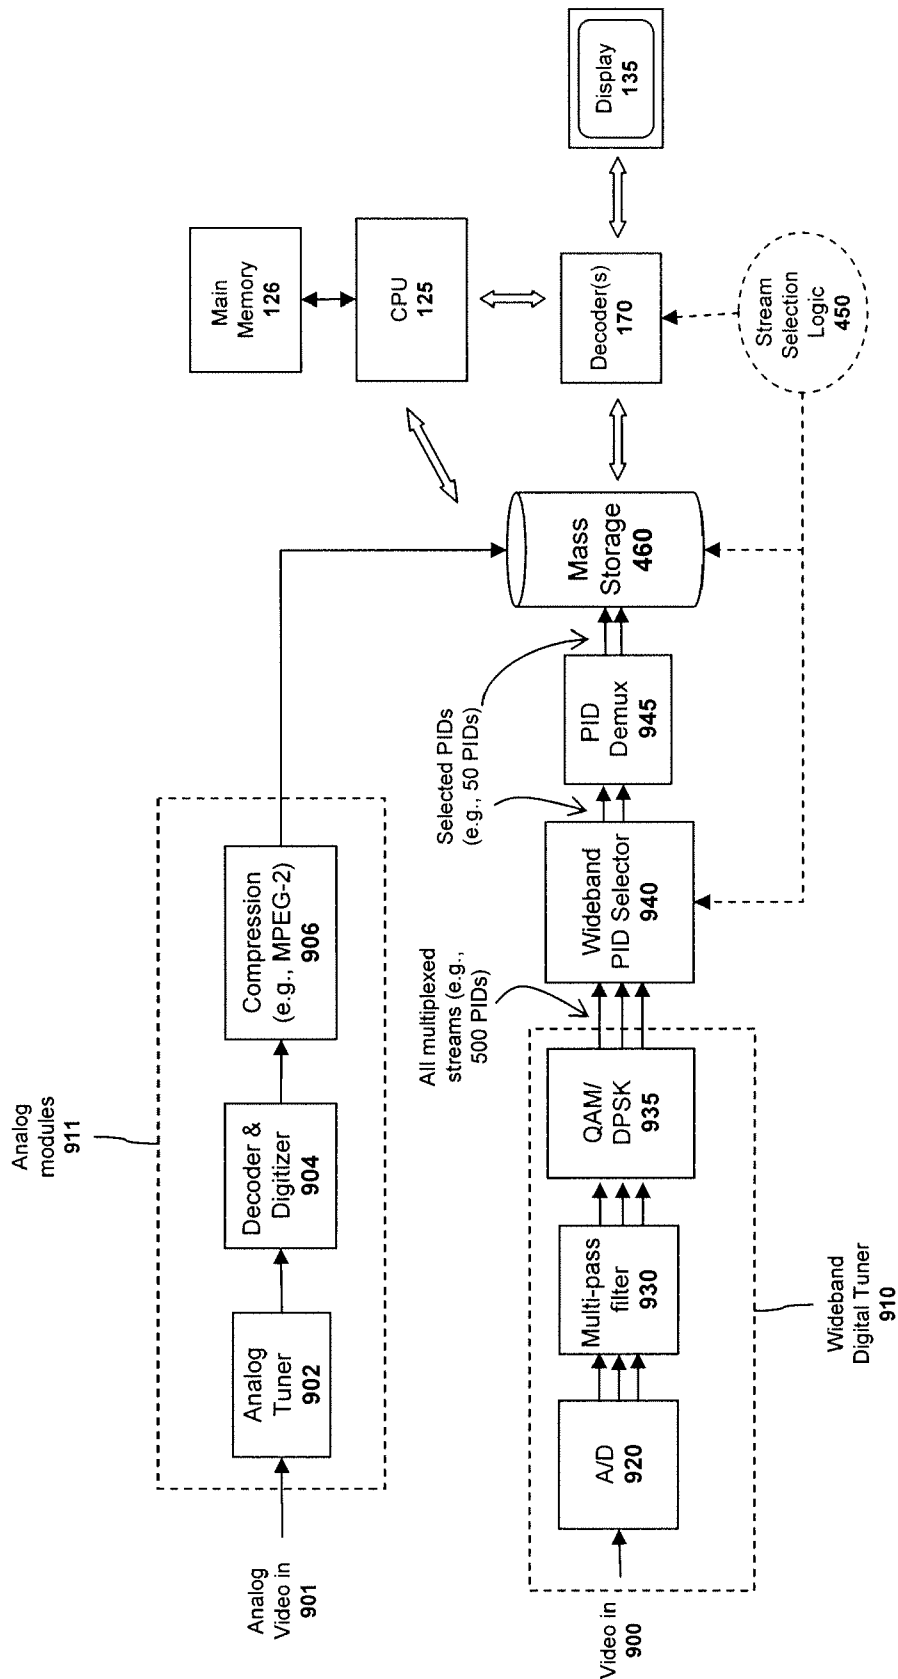 Analog
modules
911
Analog
Video in
901
Analog
Tuner
902
Decoder &
Digitizer
904
Compression
(e.g., MPEG-2)
906
Main
Memory
126
CPU
125
Video in
900
A/D
920
Multi-pass
filter
930
QAM/
DPSK
935
All multiplexed
streams (e.g.,
500 PIDs)
Wideband
PID Selector
940
Selected PIDs
(e.g., 50 PIDs)
PID
Demux
945
Mass
Storage
460
Decoder(s)
170
Display
135
Stream
Selection
Logic
450
Wideband
Digital Tuner
910